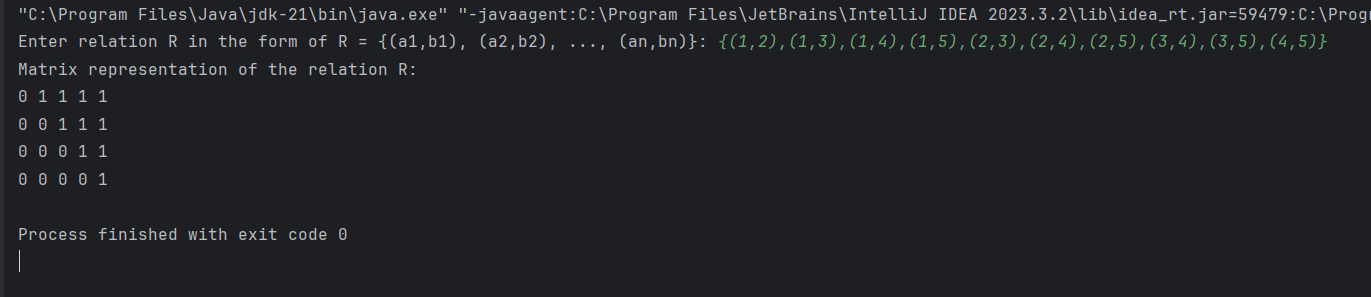 "C:\Program Files\Java\jdk-21\bin\java.exe" "-javaagent:C:\Program Files\JetBrains\IntelliJ IDEA 2023.3.2\lib\idea_rt.jar=59479:C:\Prog
Enter relation R in the form of R = {(a1,b1), (a2,b2), ..., (an,bn)}: {(1,2),(1,3),(1,4),(1,5),(2,3),(2,4),(2,5),(3,4),(3,5),(4,5)}
Matrix representation of the relation R:
0 1 1 1 1
0 0 1 1 1
0 0 0 1 1
0 0 0 0 1
Process finished with exit code 0